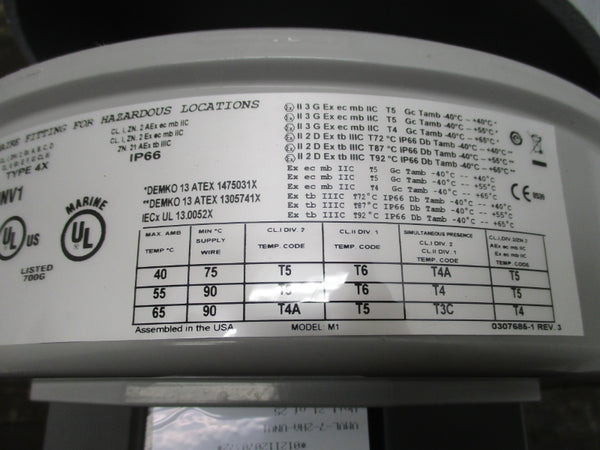 FITTING FOR HAZARDOUS LOCATIONS
CL. I, ZN. 2 AEx ec mb IIC
CL. I, ZN. 2 Ex ec mb IIC
ZN. 21 AEx tb IIIC
TYPE 4X
IP66
NV1
MARINE
UL
US
UL
LISTED
700G
*DEMKO 13 ATEX 1475031X
**DEMKO 13 ATEX 1305741X
IECx UL 13.0052X
Ex II 3 G Ex ec mb IIC T5 Gc Tamb -40°C - +40°C
Ex II 3 G Ex ec mb IIC T5 Gc Tamb -40°C - +55°C
Ex II 3 G Ex ec mb IIC T4 Gc Tamb -40°C - +65°C
Ex II 2 D Ex tb IIIC T72 °C IP66 Db Tamb -40°C
Ex II 2 D Ex tb IIIC T87 °C IP66 Db Tamb -40°C
Ex II 2 D Ex tb IIIC T92 °C IP66 Db Tamb -40°C
Ex ec mb IIC T5 Gc Tamb -40°C
Ex ec mb IIC T5 Gc Tamb -40°C - +55°C
Ex ec mb IIC T4 Gc Tamb -40°C - +65°C
Ex tb IIIC T72°C IP66 Db Tamb -40°C
Ex tb IIIC T87°C IP66 Db Tamb -40°C - +55°C
Ex tb IIIC T92°C IP66 Db Tamb -40°C - +65°C
CE 0539
MAX. AMB TEMP °C MIN °C SUPPLY WIRE CL.I DIV. 2 TEMP. CODE CL.II DIV. 1 TEMP. CODE SIMULTANEOUS PRESENCE CL.I DIV. 2 CL.II DIV. 1 TEMP. CODE CL.I,DIV.2/ZN 2 AEx ec mb IIC Ex ec mb IIC TEMP. CODE
40 75 T5 T6 T4A T5
55 90 T5 T6 T4 T5
65 90 T4A T5 T3C T4
Assembled in the USA MODEL: M1 0307685-1 REV. 3